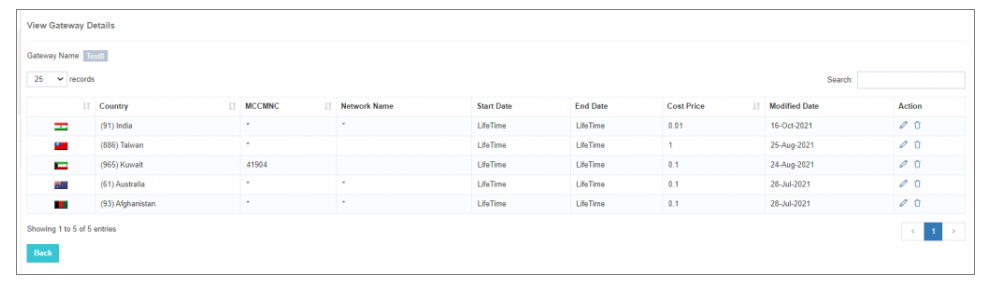 View Gateway Details
Gateway Name: Test8
25 records
Search:
Country MCCMNC Network Name Start Date End Date Cost Price Modified Date Action
(91) India * * LifeTime LifeTime 0.01 16-Oct-2021
(886) Taiwan * LifeTime LifeTime 1 25-Aug-2021
(965) Kuwait 41904 LifeTime LifeTime 0.1 24-Aug-2021
(61) Australia * * LifeTime LifeTime 0.1 28-Jul-2021
(93) Afghanistan * * LifeTime LifeTime 0.1 28-Jul-2021
Showing 1 to 5 of 5 entries
< 1 >
Back